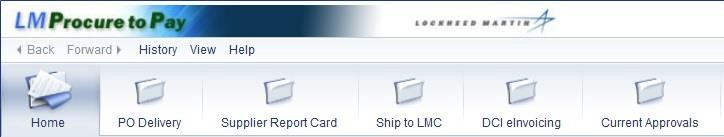 LM Procure to Pay LOCKHEED MARTIN
Back Forward History View Help
Home PO Delivery Supplier Report Card Ship to LMC DCI eInvoicing Current Approvals